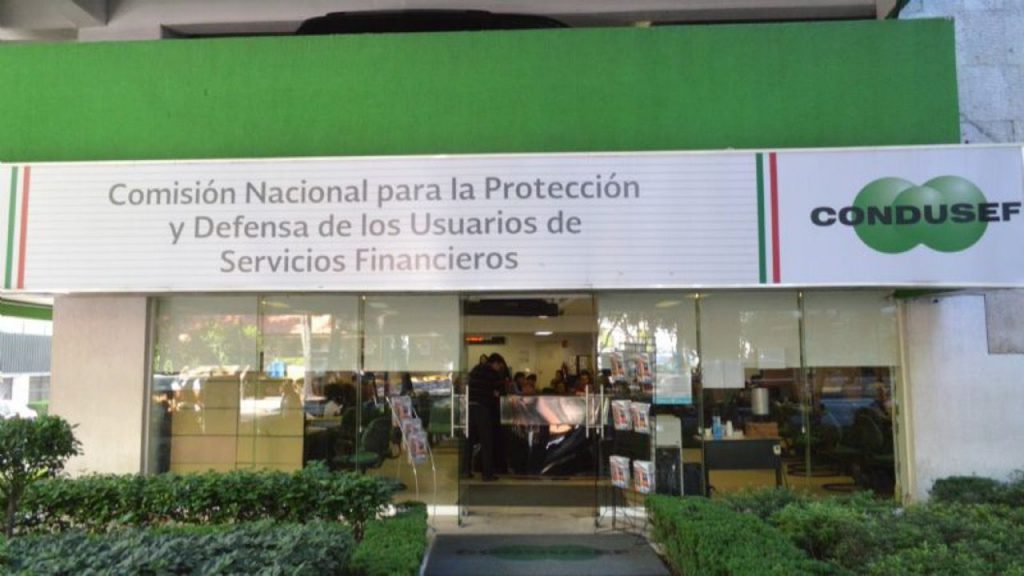 Comisión Nacional para la Protección
y Defensa de los Usuarios de
Servicios Financieros
CONDUSEF